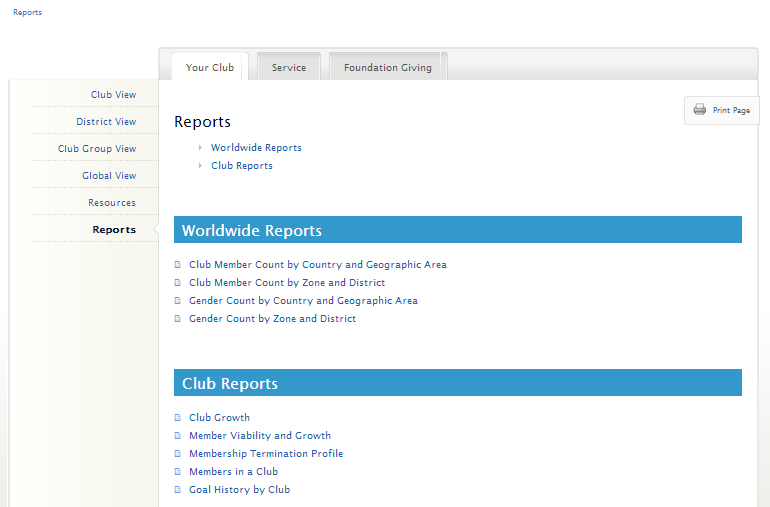 Reports
Your Club
Service
Foundation Giving
Club View
District View
Club Group View
Global View
Resources
Reports
Print Page
Reports
Worldwide Reports
Club Reports
Worldwide Reports
Club Member Count by Country and Geographic Area
Club Member Count by Zone and District
Gender Count by Country and Geographic Area
Gender Count by Zone and District
Club Reports
Club Growth
Member Viability and Growth
Membership Termination Profile
Members in a Club
Goal History by Club